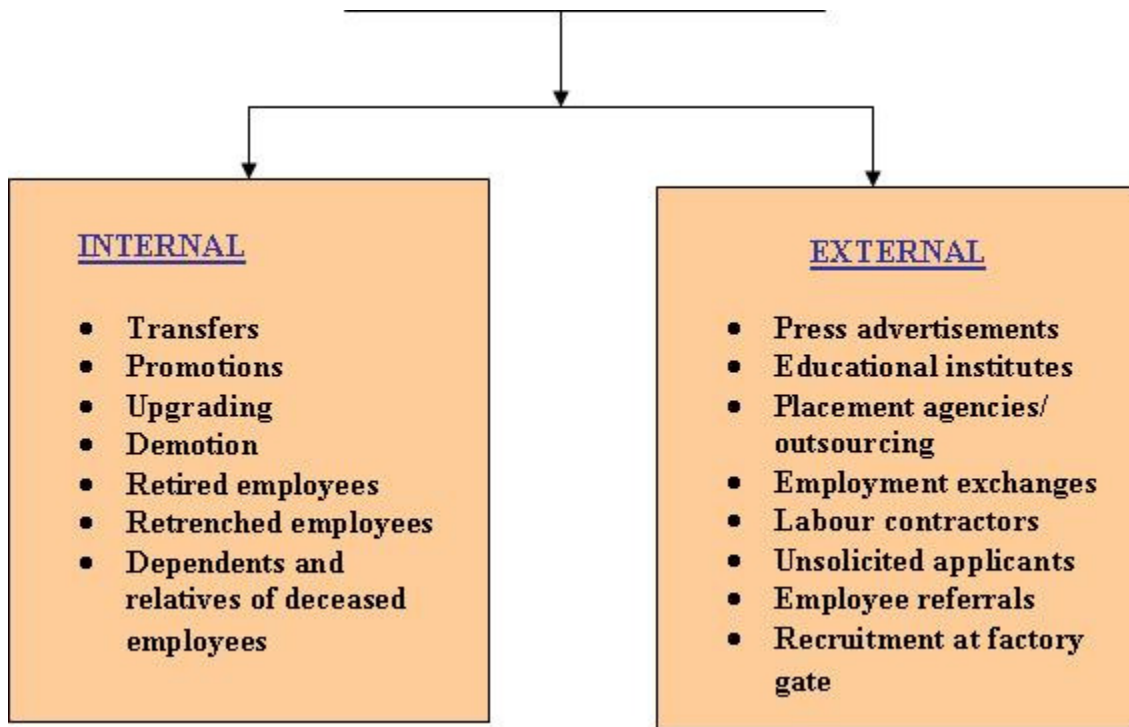 INTERNAL
• Transfers
• Promotions
• Upgrading
• Demotion
• Retired employees
• Retrenched employees
• Dependents and
relatives of deceased
employees
EXTERNAL
• Press advertisements
• Educational institutes
• Placement agencies/
outsourcing
• Employment exchanges
• Labour contractors
• Unsolicited applicants
• Employee referrals
• Recruitment at factory
gate